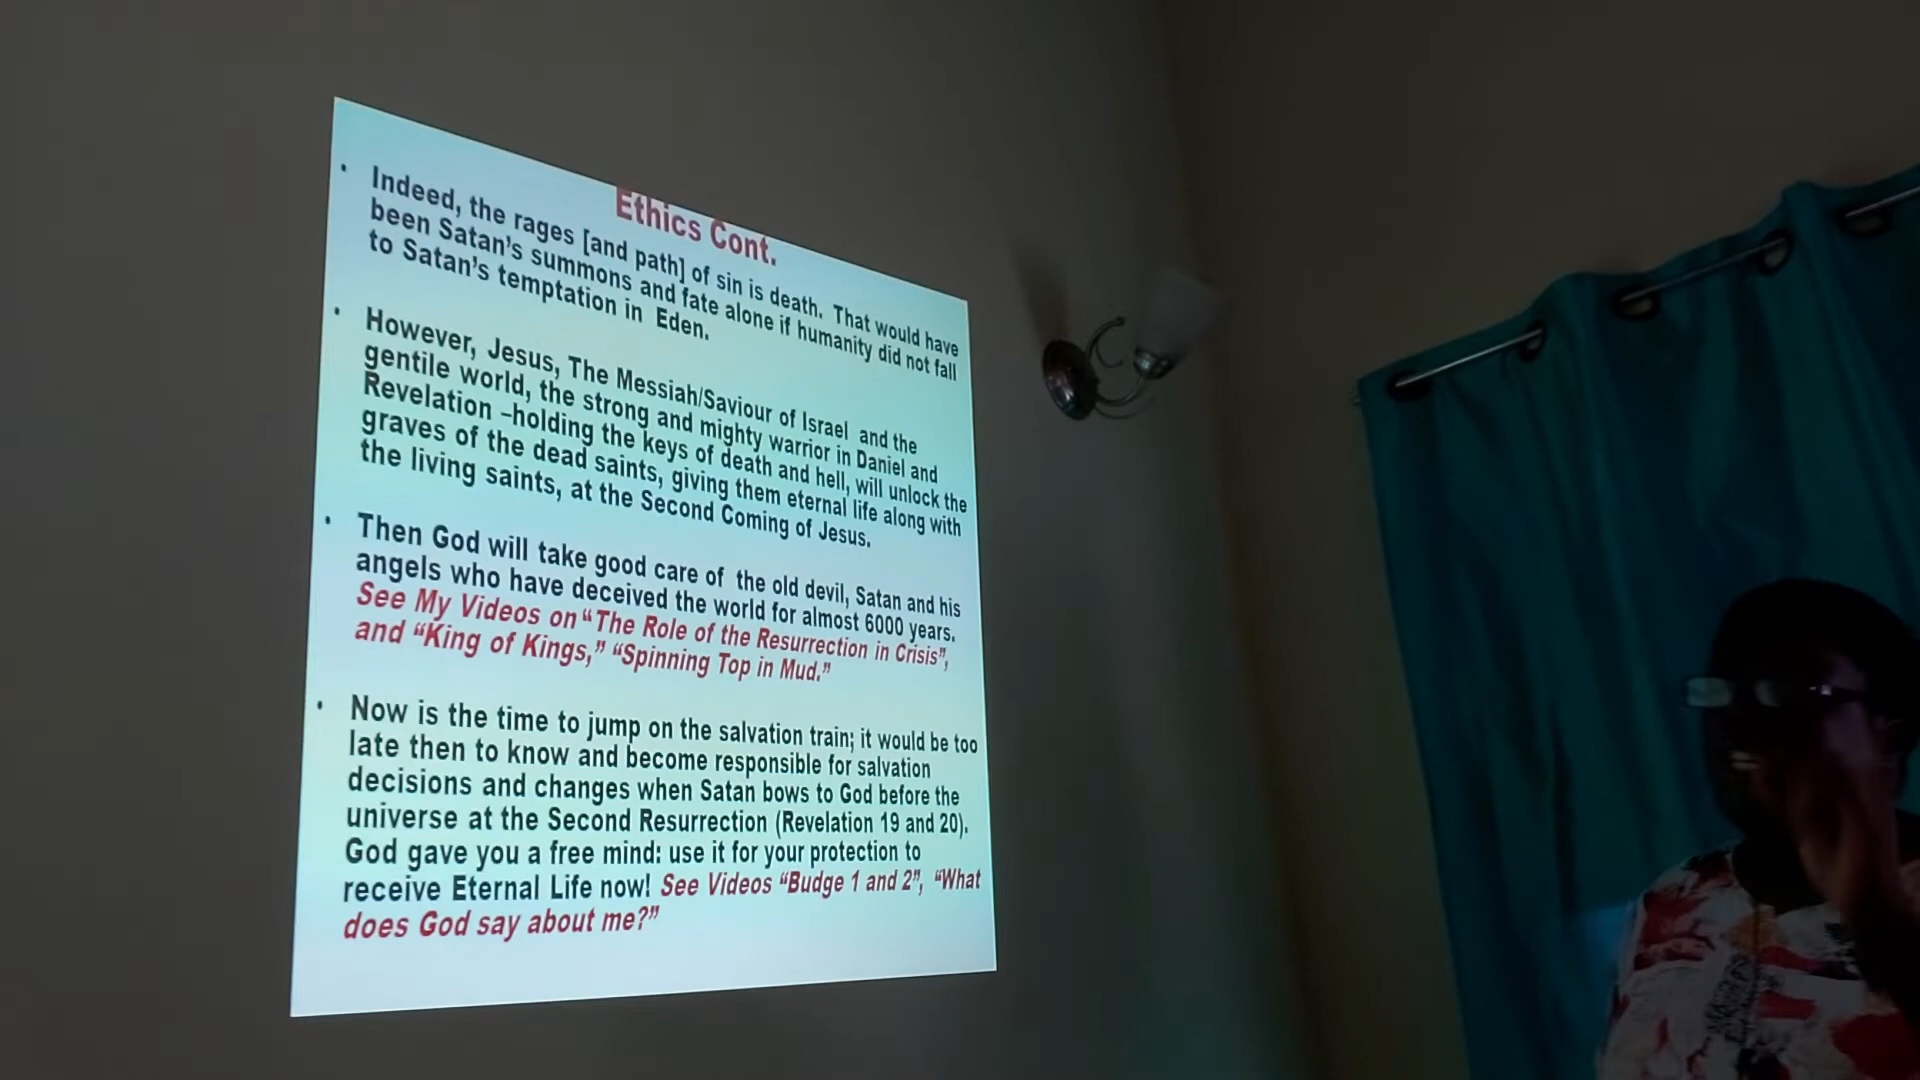 Ethics Cont.
• Indeed, the rages [and path] of sin is death. That would have
been Satan's summons and fate alone if humanity did not fall
to Satan's temptation in Eden.
• However, Jesus, The Messiah/Saviour of Israel and the
gentile world, the strong and mighty warrior in Daniel and
Revelation –holding the keys of death and hell, will unlock the
graves of the dead saints, giving them eternal life along with
the living saints, at the Second Coming of Jesus.
• Then God will take good care of the old devil, Satan and his
angels who have deceived the world for almost 6000 years.
See My Videos on “The Role of the Resurrection in Crisis”,
and “King of Kings,” “Spinning Top in Mud.”
• Now is the time to jump on the salvation train; it would be too
late then to know and become responsible for salvation
decisions and changes when Satan bows to God before the
universe at the Second Resurrection (Revelation 19 and 20).
God gave you a free mind: use it for your protection to
receive Eternal Life now! See Videos “Budge 1 and 2”, “What
does God say about me?”